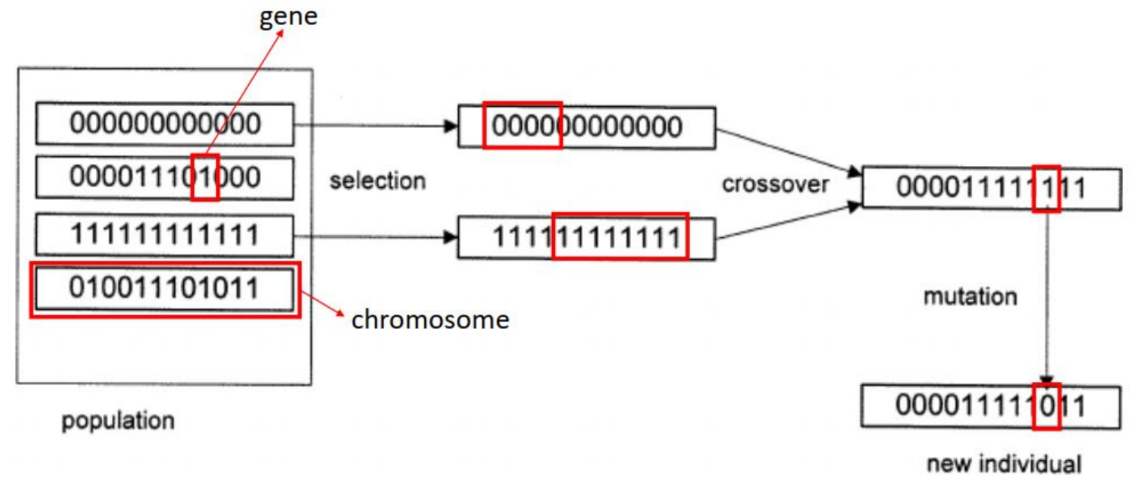 gene
000000000000
000011101000
111111111111
010011101011
population
selection
chromosome
000000000000
111111111111
crossover
000011111111
mutation
000011111011
new individual